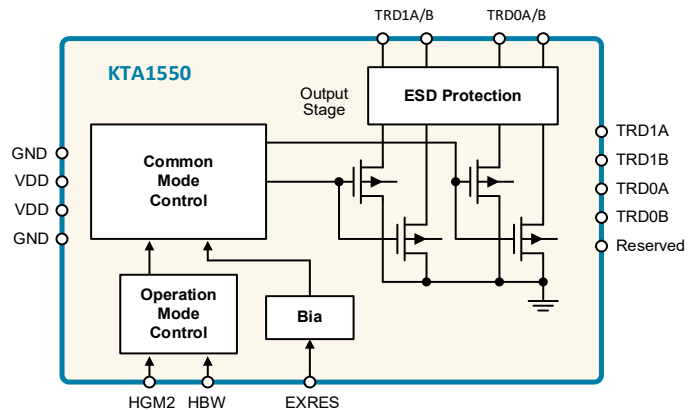 TRD1A/B
TRD0A/B
KTA1550
Output
Stage
ESD Protection
GND
VDD
VDD
GND
Common
Mode
Control
TRD1A
TRD1B
TRD0A
TRD0B
Reserved
Operation
Mode
Control
Bia
HGM2
HBW
EXRES